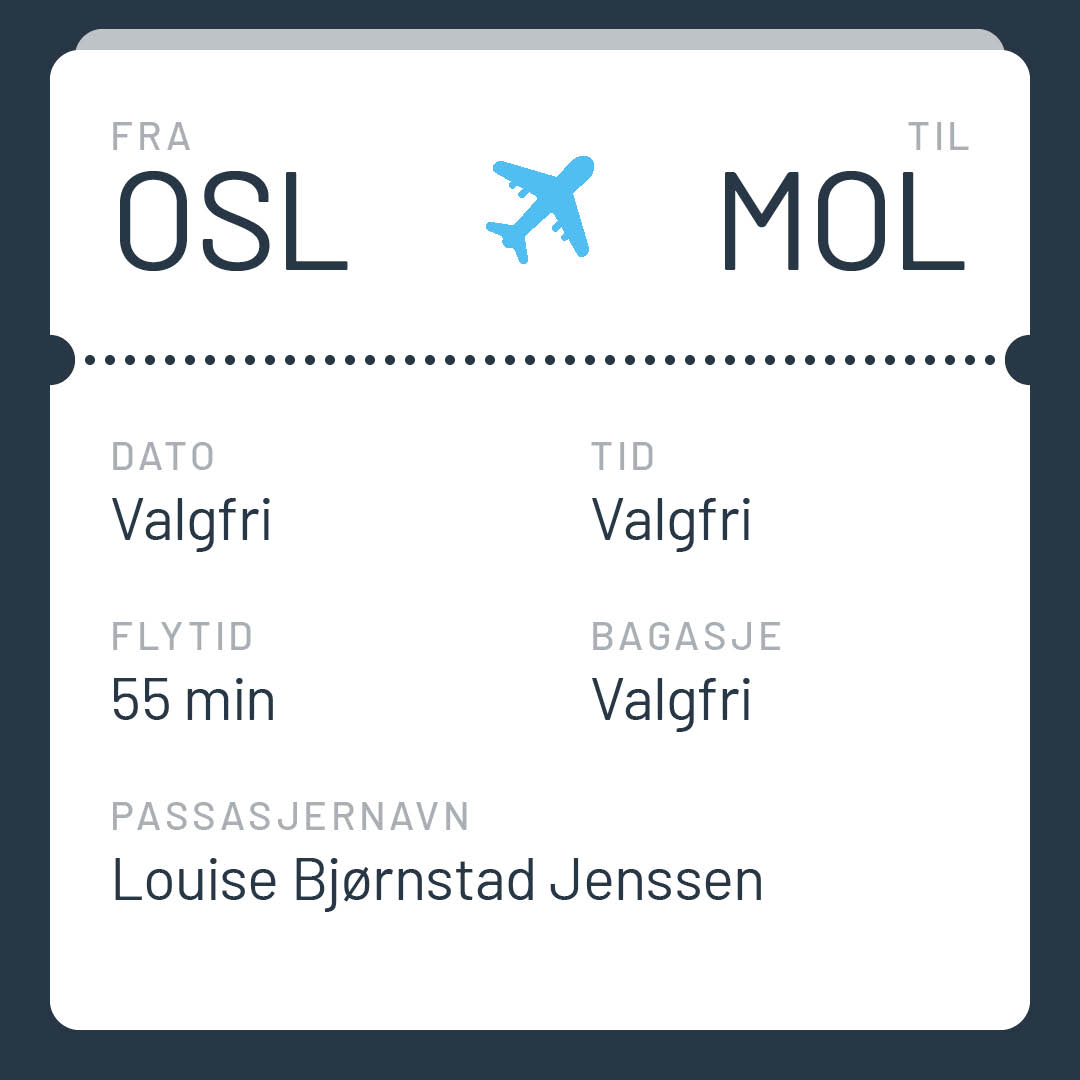 FRA TIL
OSL MOL
DATO TID
Valgfri Valgfri
FLYTID BAGASJE
55 min Valgfri
PASSASJERNAVN
Louise Bjørnstad Jenssen